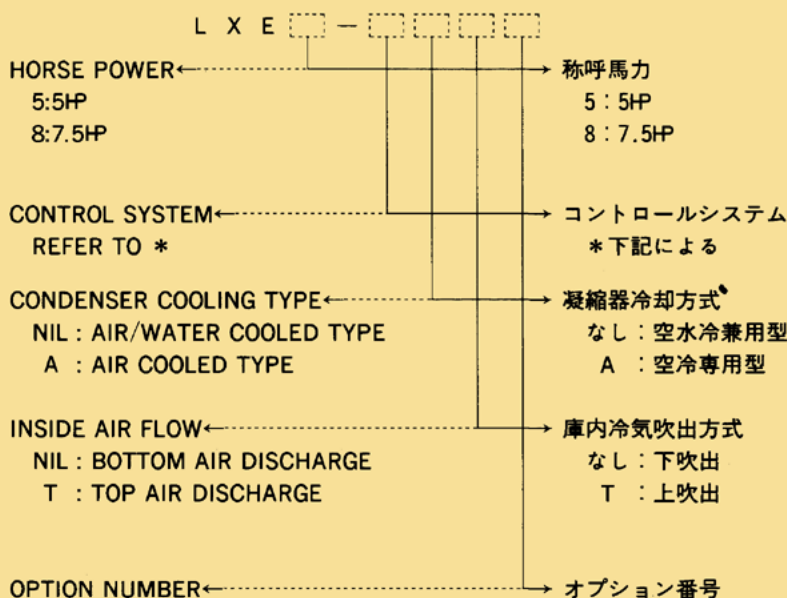 LXE □ - □ □ □ □
HORSE POWER 称呼馬力
5:5HP 5:5HP
8:7.5HP 8:7.5HP
CONTROL SYSTEM コントロールシステム
REFER TO * *下記による
CONDENSER COOLING TYPE 凝縮器冷却方式
NIL : AIR/WATER COOLED TYPE なし:空水冷兼用型
A : AIR COOLED TYPE A :空冷専用型
INSIDE AIR FLOW 庫内冷気吹出方式
NIL : BOTTOM AIR DISCHARGE なし:下吹出
T : TOP AIR DISCHARGE T :上吹出
OPTION NUMBER オプション番号